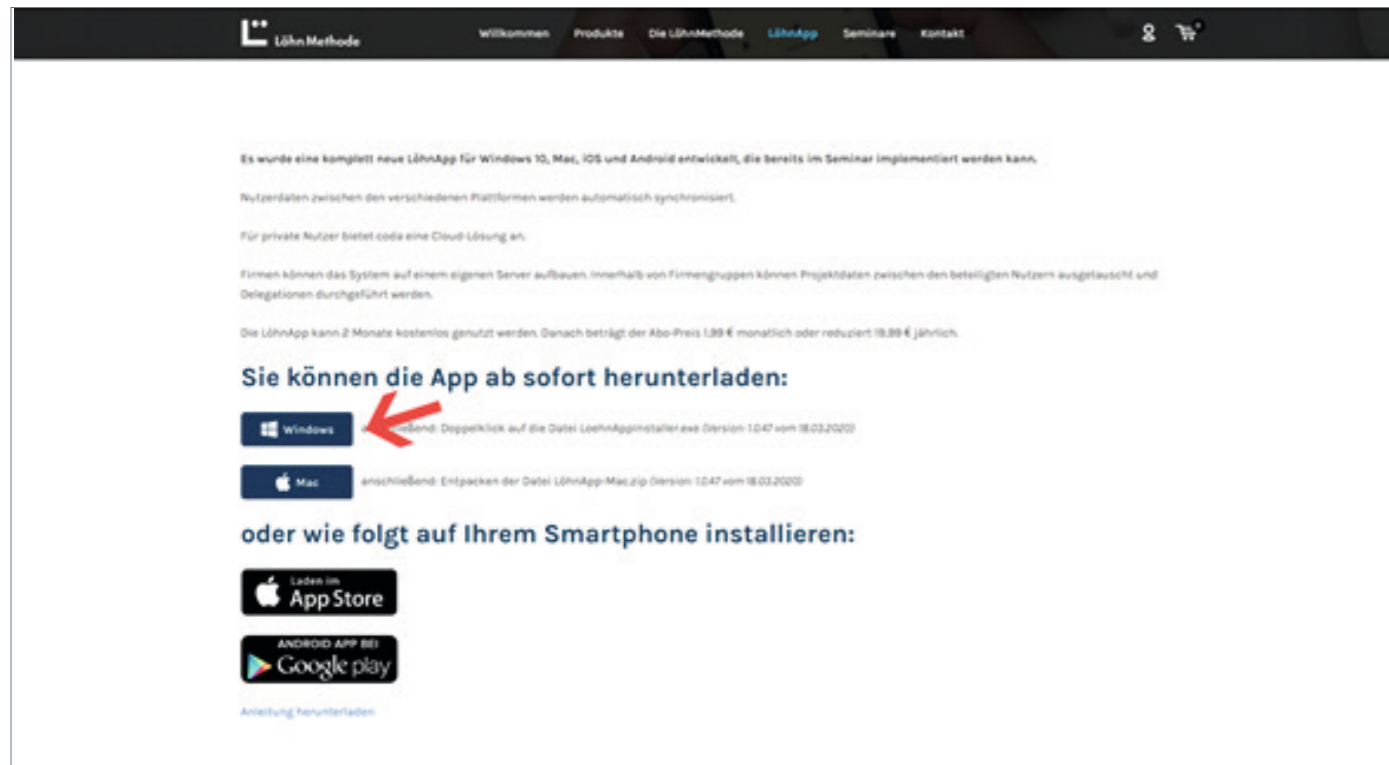 Löhn Methode
Willkommen Produkte Die LöhnMethode LöhnApp Seminare Kontakt
Es wurde eine komplett neue LöhnApp für Windows 10, Mac, iOS und Android entwickelt, die bereits im Seminar implementiert werden kann.
Nutzerdaten zwischen den verschiedenen Plattformen werden automatisch synchronisiert.
Für private Nutzer bietet coda eine Cloud-Lösung an.
Firmen können das System auf einem eigenen Server aufbauen. Innerhalb von Firmengruppen können Projektdaten zwischen den beteiligten Nutzern ausgetauscht und
Delegationen durchgeführt werden.
Die LöhnApp kann 2 Monate kostenlos genutzt werden. Danach beträgt der Abo-Preis 1,99 € monatlich oder reduziert 19,99 € jährlich.
Sie können die App ab sofort herunterladen:
Windows Doppelklick auf die Datei LoehnAppInstaller.exe (Version: 1.0.47 vom 18.03.2020)
Mac anschließend: Entpacken der Datei LöhnApp-Mac.zip (Version: 1.0.47 vom 18.03.2020)
oder wie folgt auf Ihrem Smartphone installieren:
Laden im
App Store
ANDROID APP BEI
Google play
Anleitung herunterladen